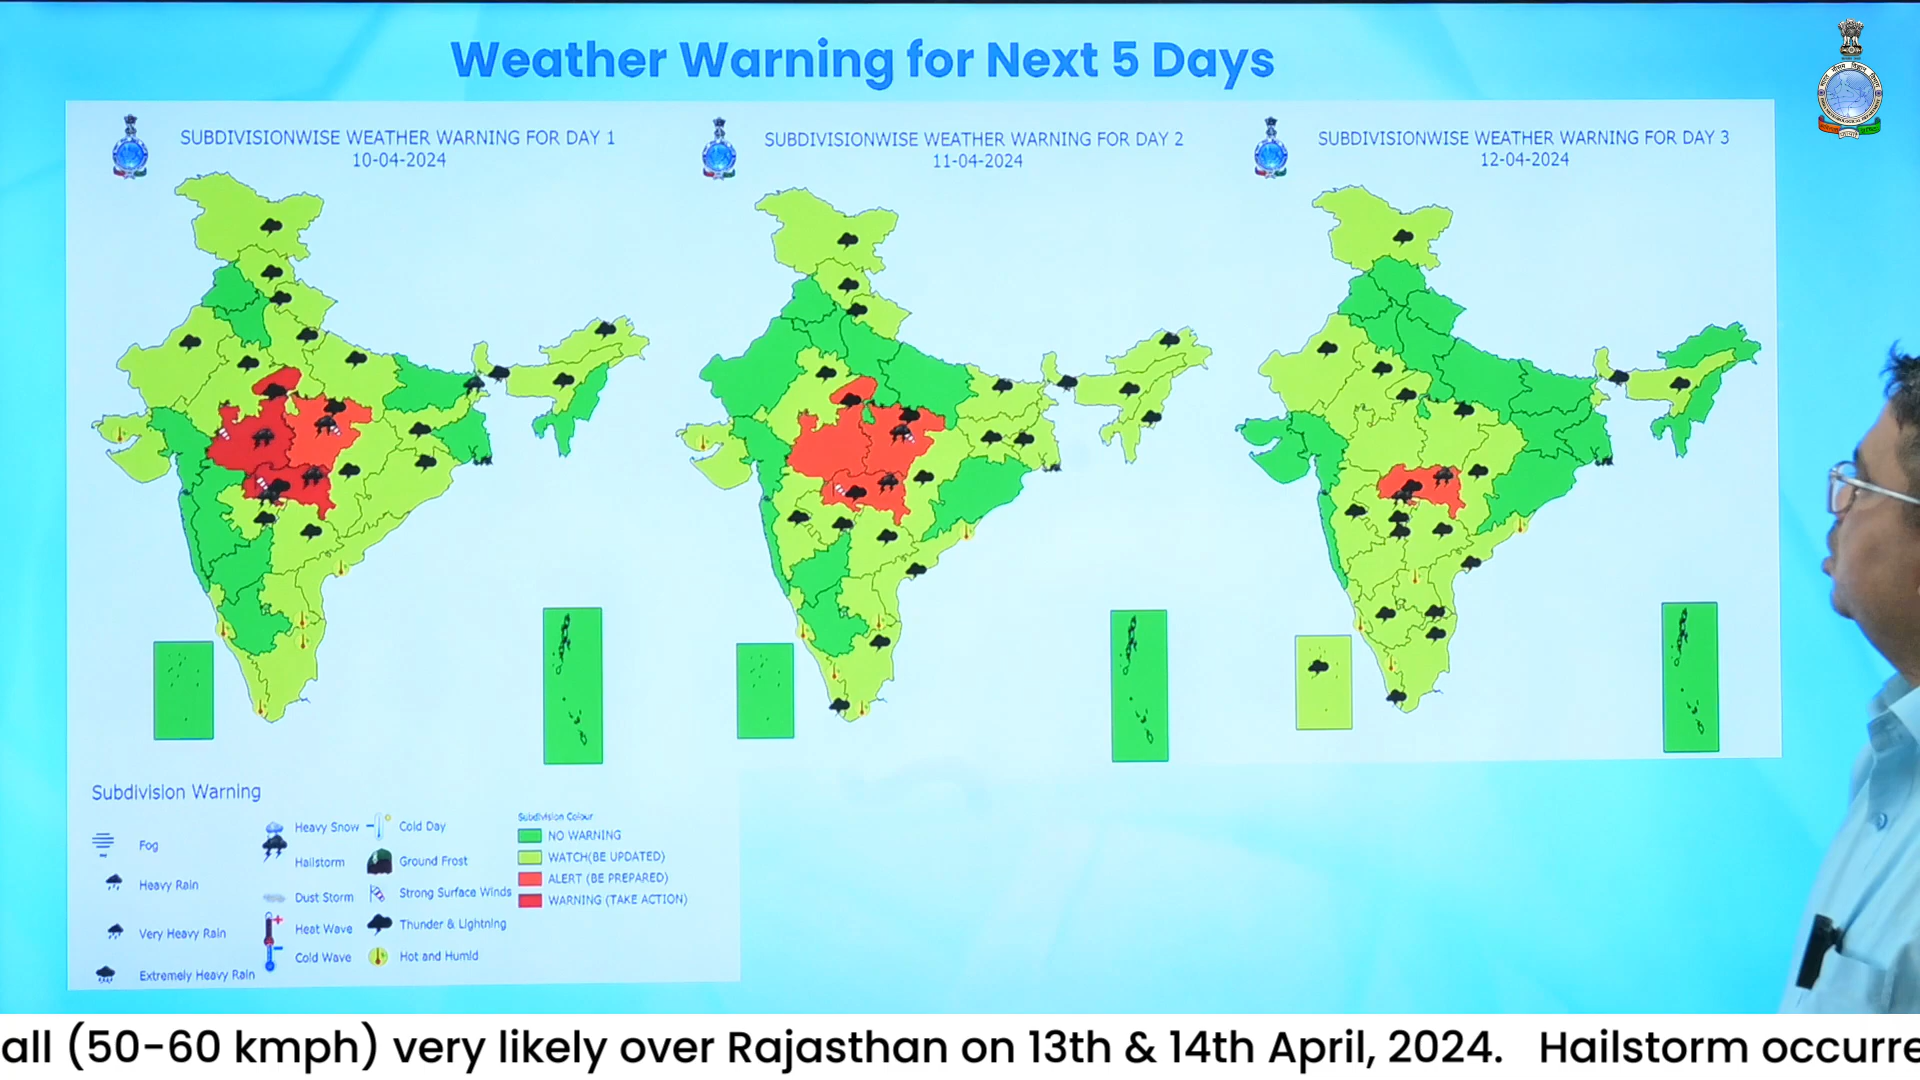 Weather Warning for Next 5 Days
SUBDIVISIONWISE WEATHER WARNING FOR DAY 1
10-04-2024
SUBDIVISIONWISE WEATHER WARNING FOR DAY 2
11-04-2024
SUBDIVISIONWISE WEATHER WARNING FOR DAY 3
12-04-2024
Subdivision Warning
Fog
Heavy Rain
Very Heavy Rain
Extremely Heavy Rain
Heavy Snow
Hailstorm
Dust Storm
Heat Wave
Cold Wave
Cold Day
Ground Frost
Strong Surface Winds
Thunder & Lightning
Hot and Humid
Subdivision Colour
NO WARNING
WATCH(BE UPDATED)
ALERT (BE PREPARED)
WARNING (TAKE ACTION)
all (50-60 kmph) very likely over Rajasthan on 13th & 14th April, 2024. Hailstorm occurre